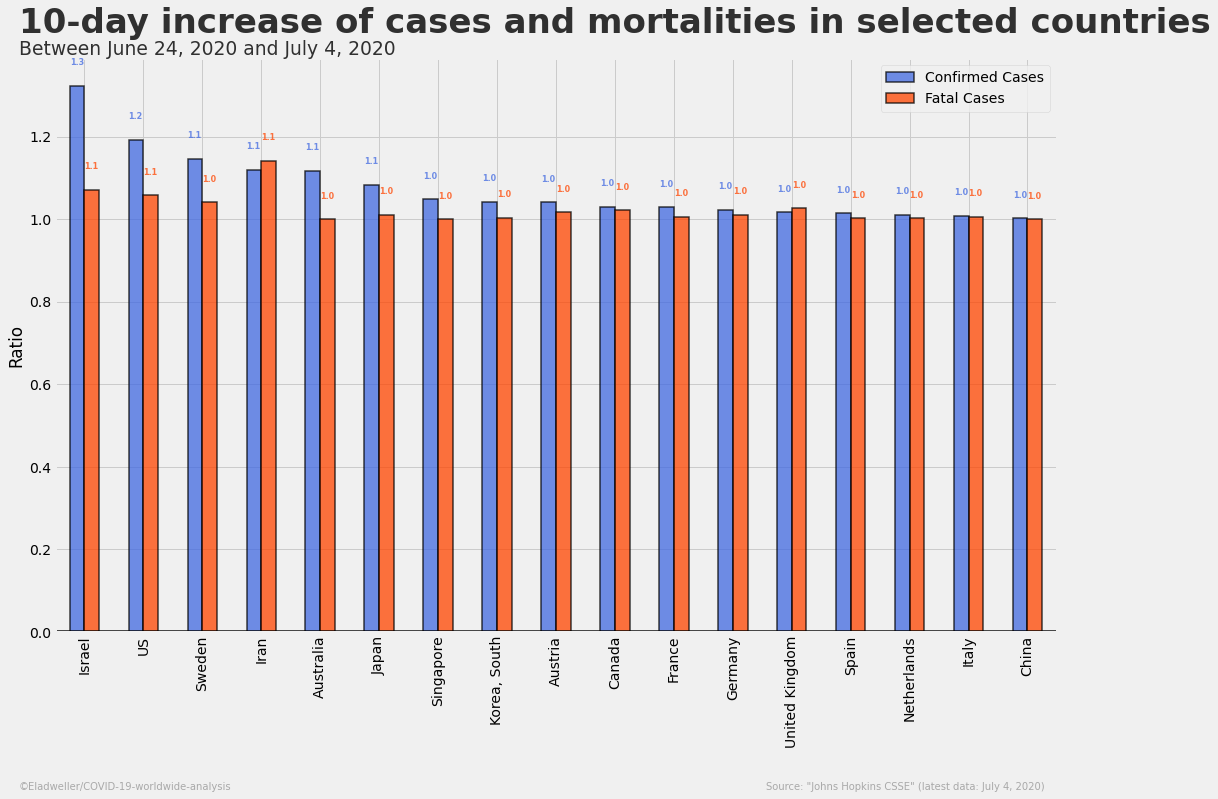 10-day increase of cases and mortalities in selected countries
Between June 24, 2020 and July 4, 2020
Confirmed Cases
Fatal Cases
Ratio
1.2
1.0
0.8
0.6
0.4
0.2
0.0
1.3 1.1
1.2 1.1
1.1 1.0
1.1 1.1
1.1 1.0
1.1 1.0
1.0 1.0
1.0 1.0
1.0 1.0
1.0 1.0
1.0 1.0
1.0 1.0
1.0 1.0
1.0 1.0
1.0 1.0
1.0 1.0
1.0 1.0
Israel
US
Sweden
Iran
Australia
Japan
Singapore
Korea, South
Austria
Canada
France
Germany
United Kingdom
Spain
Netherlands
Italy
China
©Eladweller/COVID-19-worldwide-analysis
Source: "Johns Hopkins CSSE" (latest data: July 4, 2020)